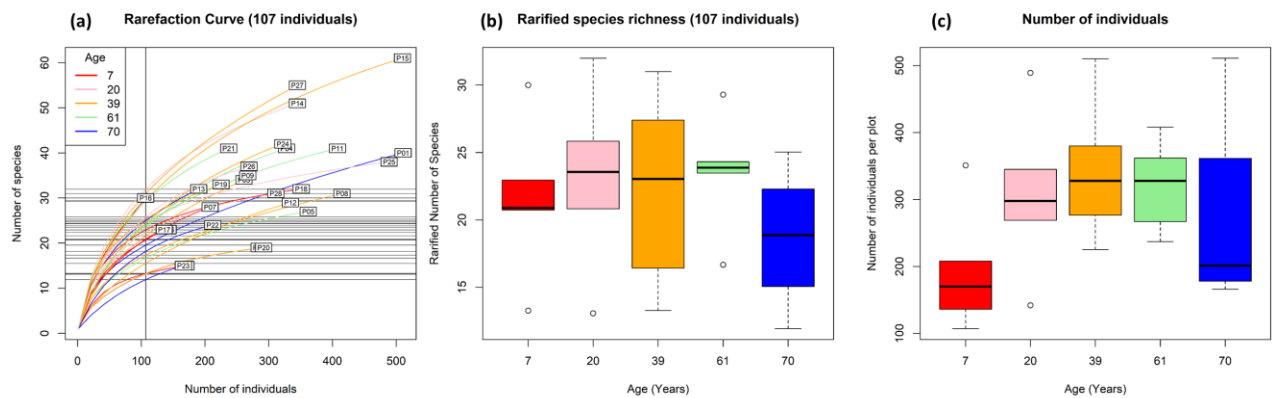 (a) Rarefaction Curve (107 individuals)
Number of species
60
50
40
30
20
10
0
Age
7
20
39
61
70
P15
P27
P14
P21
P24
P11
P01
P25
P26
P09
P19
P13
P16
P18
P28
P08
P12
P07
P05
P22
P17
P20
P23
0 100 200 300 400 500
Number of individuals
(b) Rarified species richness (107 individuals)
Rarified Number of Species
30
25
20
15
7 20 39 61 70
Age (Years)
(c) Number of individuals
Number of individuals per plot
500
400
300
200
100
7 20 39 61 70
Age (Years)